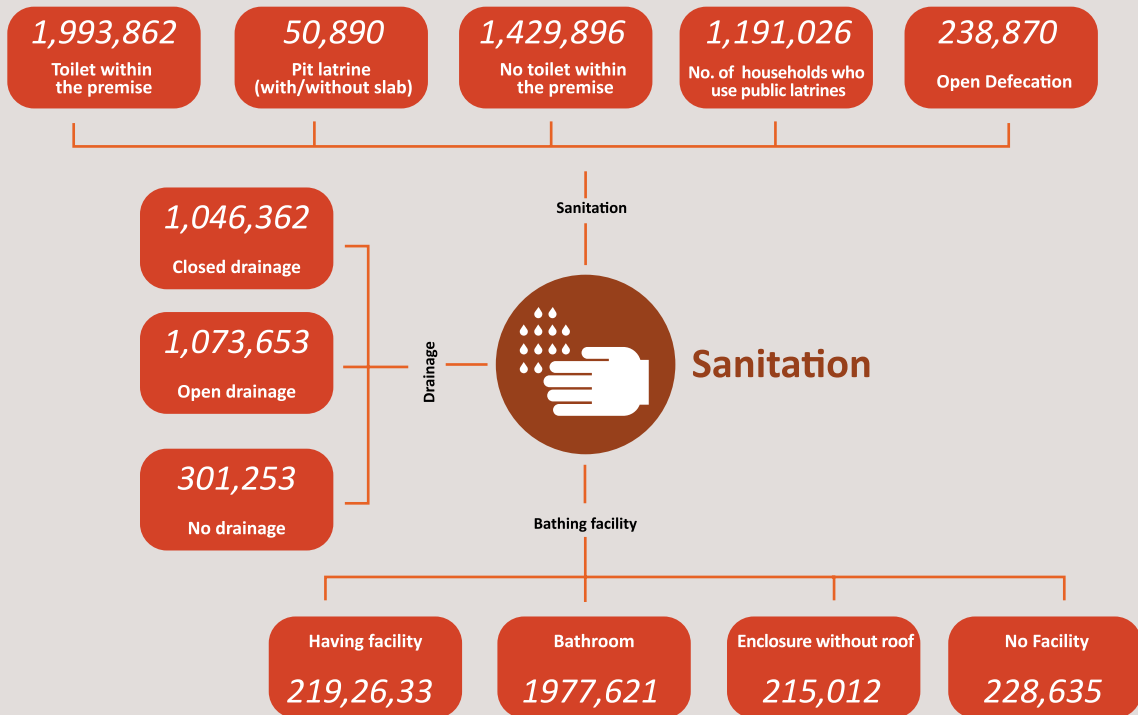 1,993,862
Toilet within
the premise
50,890
Pit latrine
(with/without slab)
1,429,896
No toilet within
the premise
1,191,026
No. of households who
use public latrines
238,870
Open Defecation
Sanitation
1,046,362
Closed drainage
1,073,653
Open drainage
301,253
No drainage
Drainage
Sanitation
Bathing facility
Having facility
219,26,33
Bathroom
1977,621
Enclosure without roof
215,012
No Facility
228,635